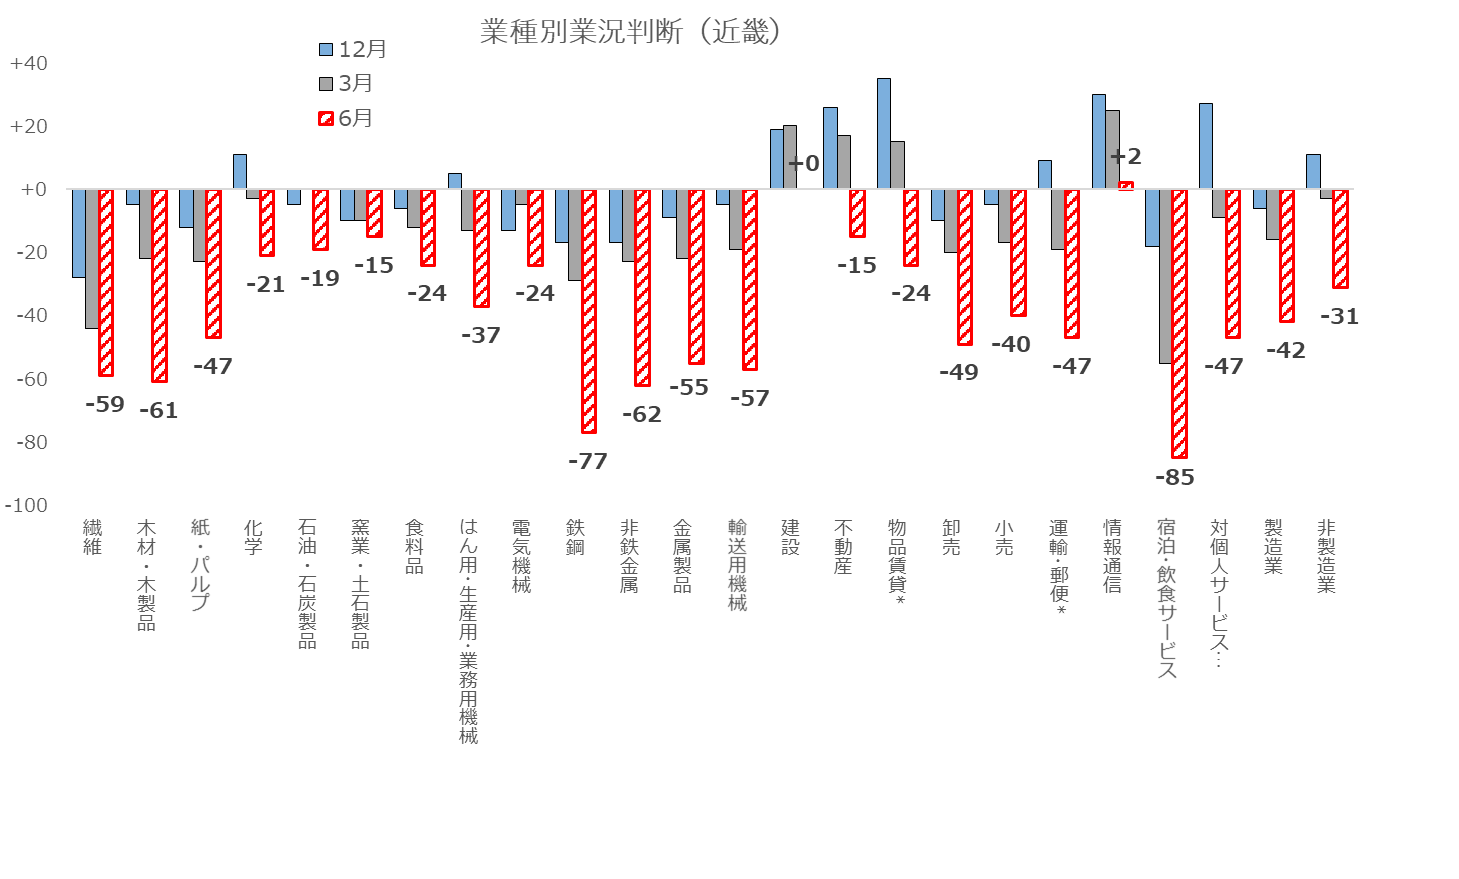 業種別業況判断（近畿）
12月
3月
6月
+40
+20
+0
-20
-40
-60
-80
-100
-59
-61
-47
-21
-19
-15
-24
-37
-24
-77
-62
-55
-57
+0
-15
-24
-49
-40
-47
+2
-85
-47
-42
-31
繊維
木材・木製品
紙・パルプ
化学
石油・石炭製品
窯業・土石製品
食料品
はん用・生産用・業務用機械
電気機械
鉄鋼
非鉄金属
金属製品
輸送用機械
建設
不動産
物品賃貸*
卸売
小売
運輸・郵便*
情報通信
宿泊・飲食サービス
対個人サービス…
製造業
非製造業